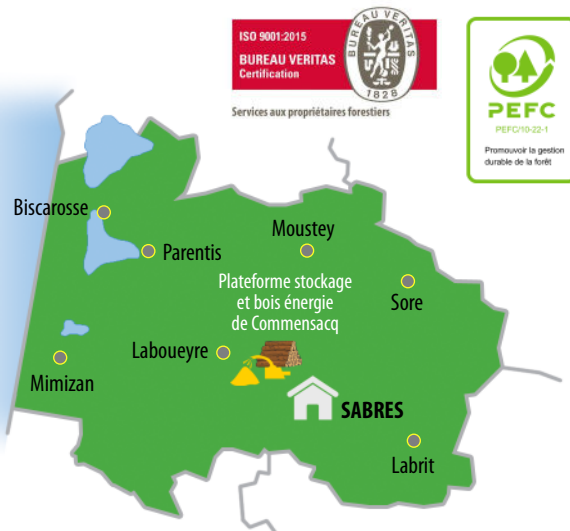 ISO 9001:2015
BUREAU VERITAS
Certification
BUREAU VERITAS
1828
Services aux propriétaires forestiers
PEFC
PEFC/10-22-1
Promouvoir la gestion
durable de la forêt
Biscarosse
Parentis
Moustey
Sore
Plateforme stockage
et bois énergie
de Commensacq
Laboueyre
Mimizan
SABRES
Labrit